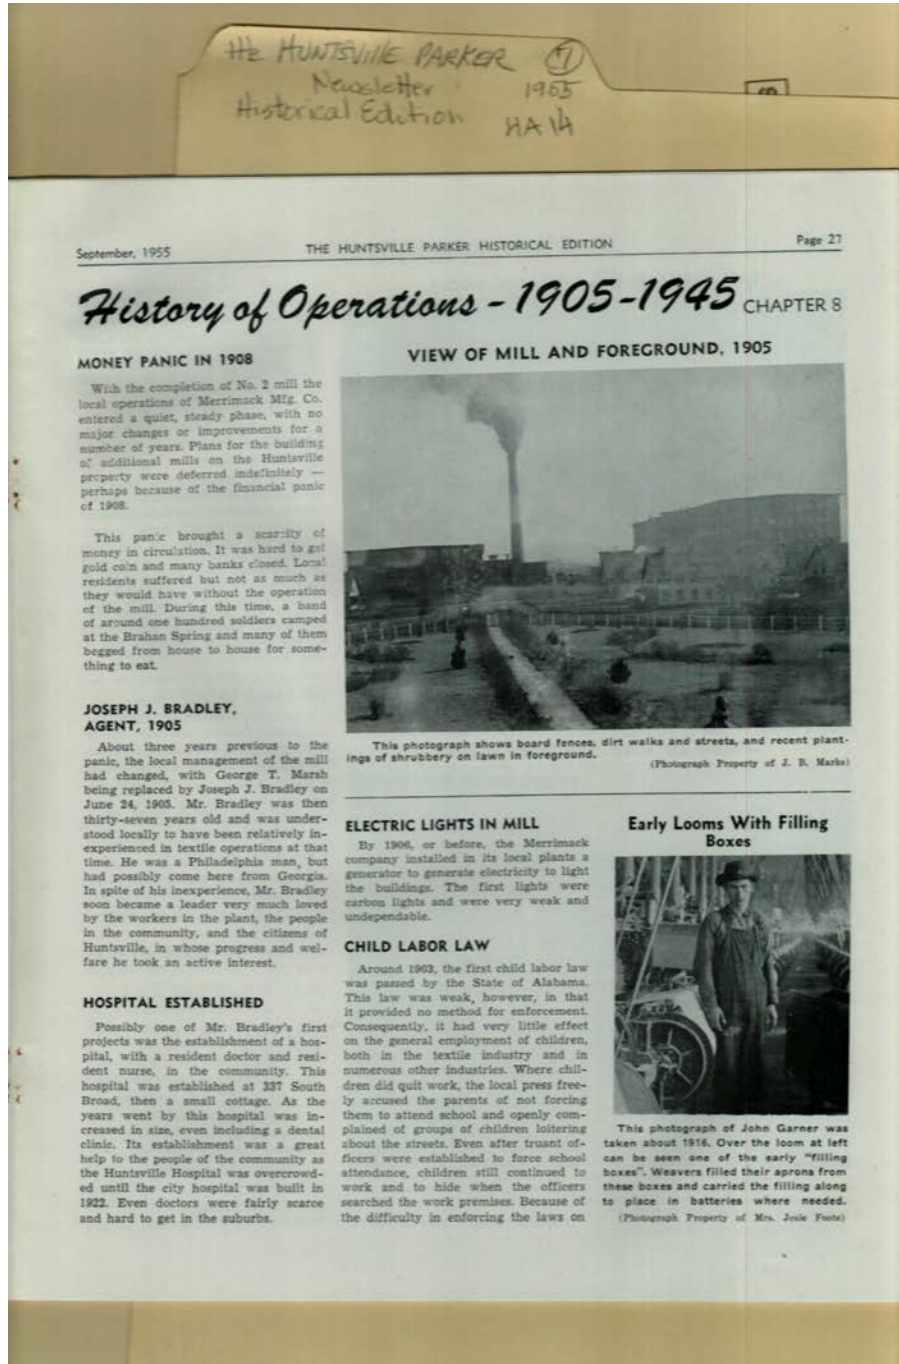 THE HUNTSVILLE PARKER 7
Newsletter 1955
Historical Edition HA 14
September, 1955
THE HUNTSVILLE PARKER HISTORICAL EDITION
Page 27
History of Operations - 1905-1945 CHAPTER 8
MONEY PANIC IN 1908
With the completion of No. 2 mill the
local operations of Merrimack Mfg. Co.
entered a quiet, steady phase, with no
major changes or improvements for a
number of years. Plans for the building
of additional mills on the Huntsville
property were deferred indefinitely —
perhaps because of the financial panic
of 1908.
This panic brought a scarcity of
money in circulation. It was hard to get
gold coin and many banks closed. Local
residents suffered but not as much as
they would have without the operation
of the mill. During this time, a band
of around one hundred soldiers camped
at the Brahan Spring and many of them
begged from house to house for some-
thing to eat.
JOSEPH J. BRADLEY,
AGENT, 1905
About three years previous to the
panic, the local management of the mill
had changed, with George T. Marsh
being replaced by Joseph J. Bradley on
June 24, 1905. Mr. Bradley was then
thirty-seven years old and was under-
stood locally to have been relatively in-
experienced in textile operations at that
time. He was a Philadelphia man, but
had possibly come here from Georgia.
In spite of his inexperience, Mr. Bradley
soon became a leader very much loved
by the workers in the plant, the people
in the community, and the citizens of
Huntsville, in whose progress and wel-
fare he took an active interest.
HOSPITAL ESTABLISHED
Possibly one of Mr. Bradley's first
projects was the establishment of a hos-
pital, with a resident doctor and resi-
dent nurse, in the community. This
hospital was established at 337 South
Broad, then a small cottage. As the
years went by this hospital was in-
creased in size, even including a dental
clinic. Its establishment was a great
help to the people of the community as
the Huntsville Hospital was overcrowd-
ed until the city hospital was built in
1922. Even doctors were fairly scarce
and hard to get in the suburbs.
VIEW OF MILL AND FOREGROUND, 1905
This photograph shows board fences, dirt walks and streets, and recent plant-
ings of shrubbery on lawn in foreground.
(Photograph Property of J. B. Marks)
ELECTRIC LIGHTS IN MILL
By 1906, or before, the Merrimack
company installed in its local plants a
generator to generate electricity to light
the buildings. The first lights were
carbon lights and were very weak and
undependable.
CHILD LABOR LAW
Around 1903, the first child labor law
was passed by the State of Alabama.
This law was weak, however, in that
it provided no method for enforcement.
Consequently, it had very little effect
on the general employment of children,
both in the textile industry and in
numerous other industries. Where chil-
dren did quit work, the local press free-
ly accused the parents of not forcing
them to attend school and openly com-
plained of groups of children loitering
about the streets. Even after truant of-
ficers were established to force school
attendance, children still continued to
work and to hide when the officers
searched the work premises. Because of
the difficulty in enforcing the laws on
Early Looms With Filling
Boxes
This photograph of John Garner was
taken about 1916. Over the loom at left
can be seen one of the early "filling
boxes". Weavers filled their aprons from
these boxes and carried the filling along
to place in batteries where needed.
(Photograph Property of Mrs. Josie Foote)